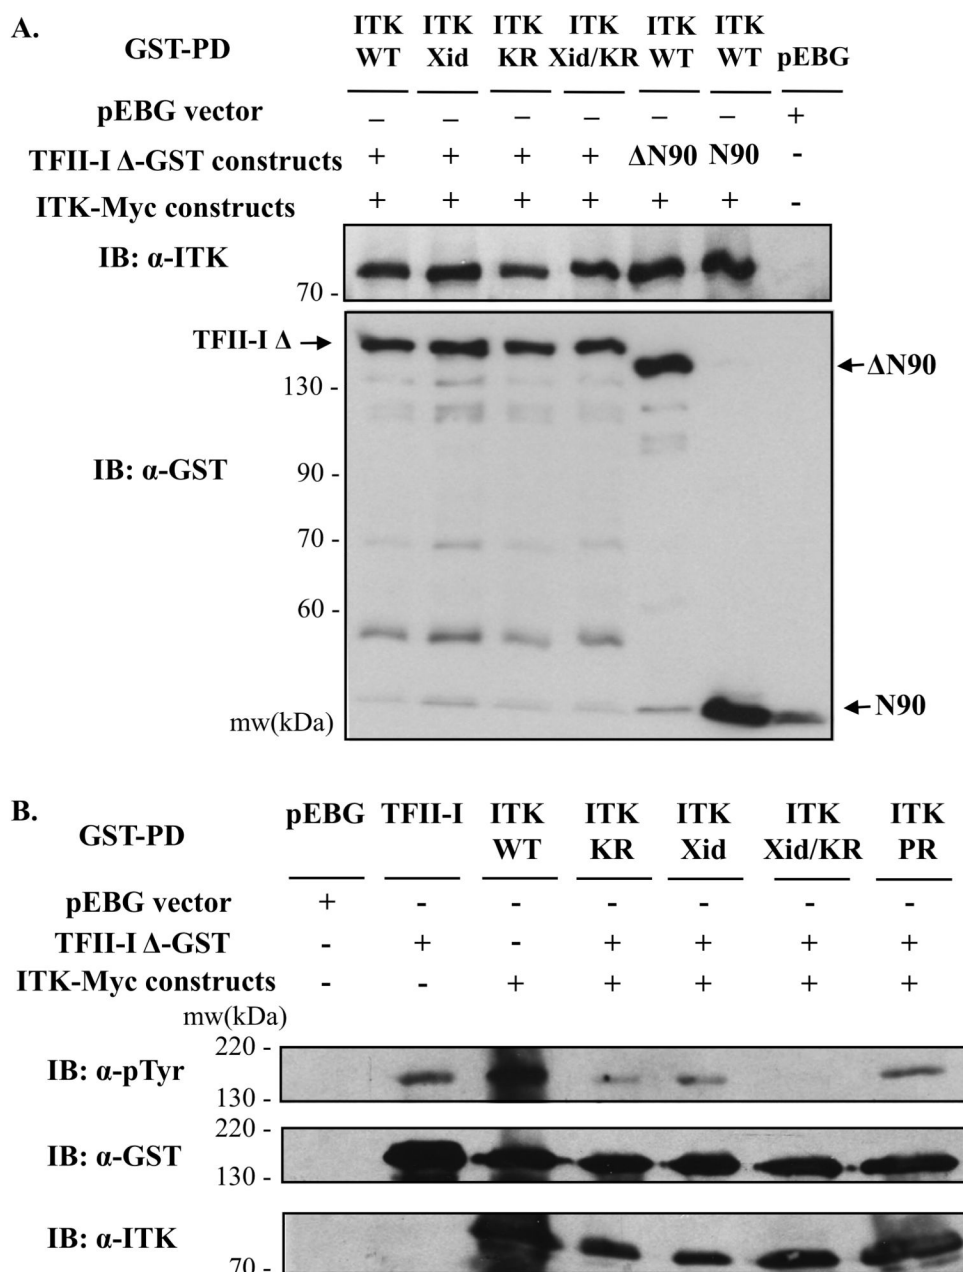 A.
GST-PD
ITK WT
ITK Xid
ITK KR
ITK Xid/KR
ITK WT
ITK WT
pEBG
pEBG vector – – – – – – +
TFII-I Δ-GST constructs + + + + ΔN90 N90 -
ITK-Myc constructs + + + + + + -
IB: α-ITK
70 -
TFII-I Δ
130 -
ΔN90
IB: α-GST
90 -
70 -
60 -
N90
mw(kDa)
B.
GST-PD
pEBG
TFII-I
ITK WT
ITK KR
ITK Xid
ITK Xid/KR
ITK PR
pEBG vector + - - - - - -
TFII-I Δ-GST - + - + + + +
ITK-Myc constructs - - + + + + +
mw(kDa)
220 -
IB: α-pTyr
130 -
220 -
IB: α-GST
130 -
IB: α-ITK
70 -